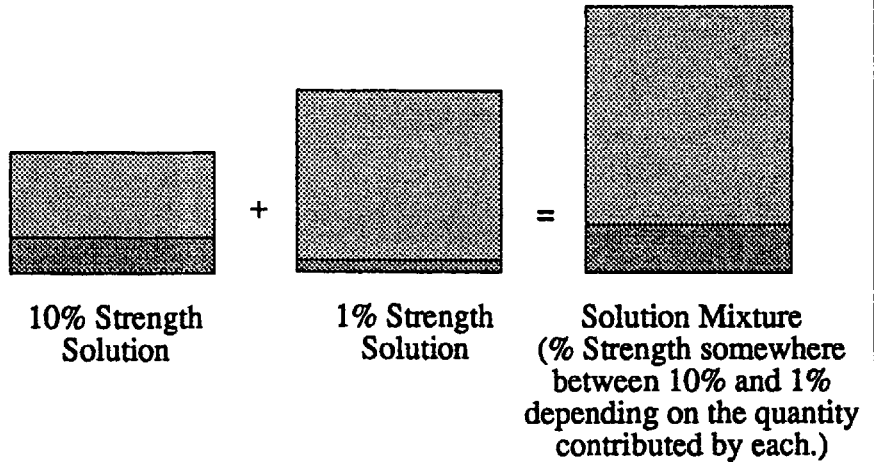 +
=
10% Strength
Solution
1% Strength
Solution
Solution Mixture
(% Strength somewhere
between 10% and 1%
depending on the quantity
contributed by each.)